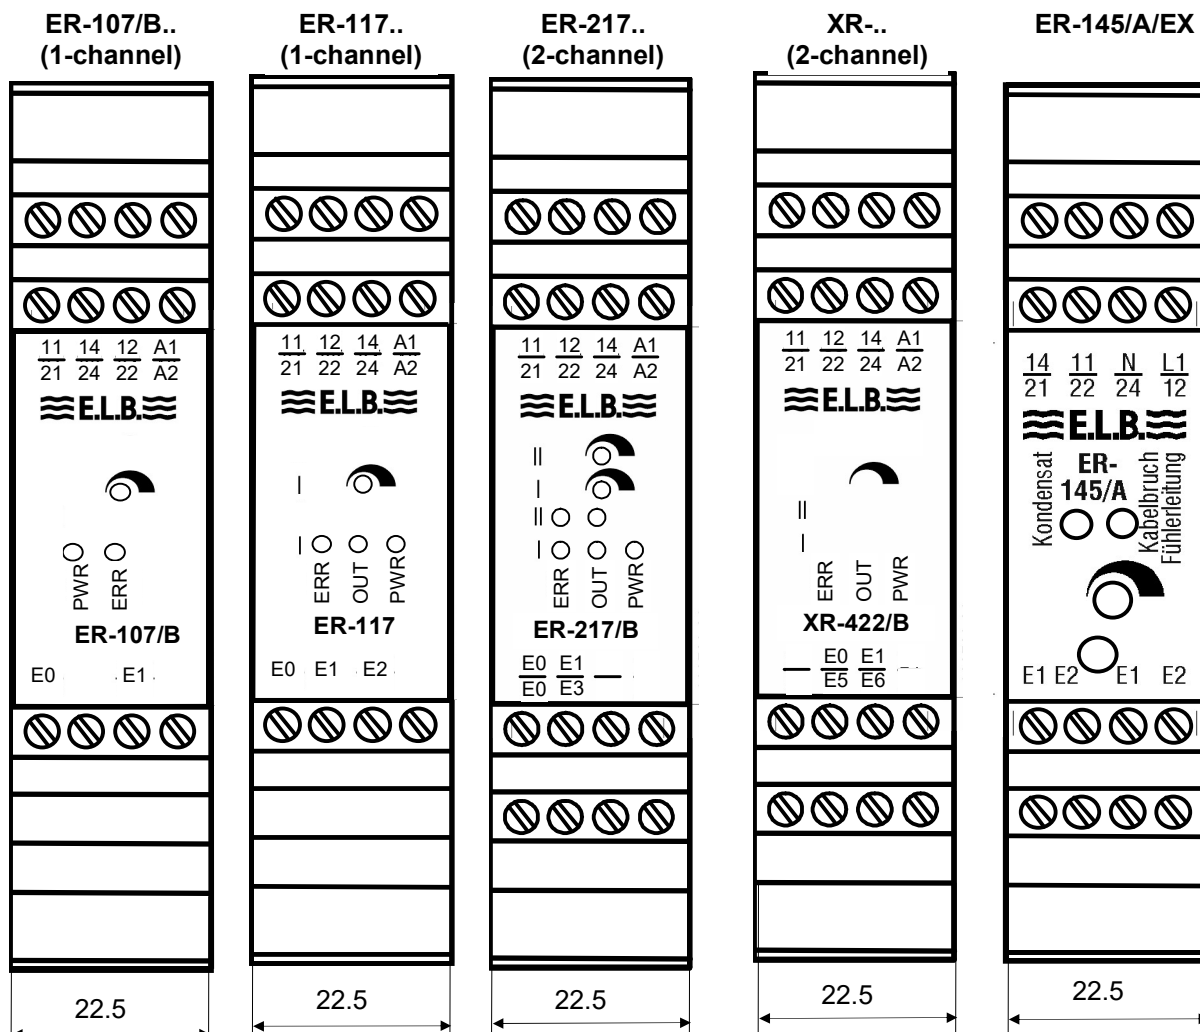 ER-107/B..
(1-channel)
11 14 12 A1
21 24 22 A2
E.L.B.
PWR
ERR
ER-107/B
E0 E1
22.5
ER-117..
(1-channel)
11 12 14 A1
21 22 24 A2
E.L.B.
I
I
ERR
OUT
PWR
ER-117
E0 E1 E2
22.5
ER-217..
(2-channel)
11 12 14 A1
21 22 24 A2
E.L.B.
II
I
II
I
ERR
OUT
PWR
ER-217/B
E0 E1
E0 E3 —
22.5
XR-..
(2-channel)
11 12 14 A1
21 22 24 A2
E.L.B.
II
I
ERR
OUT
PWR
XR-422/B
— E0 E1 —
E5 E6
22.5
ER-145/A/EX
14 11 N L1
21 22 24 12
E.L.B.
Kondensat
ER-
145/A
Kabelbruch
Fühlerleitung
E1 E2 E1 E2
22.5